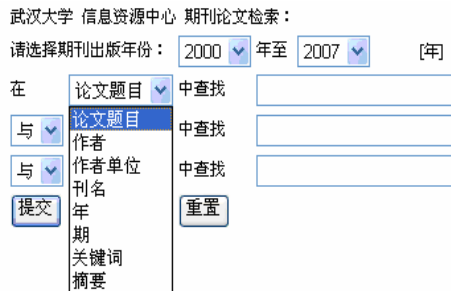 武汉大学 信息资源中心 期刊论文检索：
请选择期刊出版年份： 2000 年至 2007 [年]
在 论文题目 中查找
论文题目
与 中查找
作者
与 作者单位 中查找
刊名
提交 年 重置
期
关键词
摘要